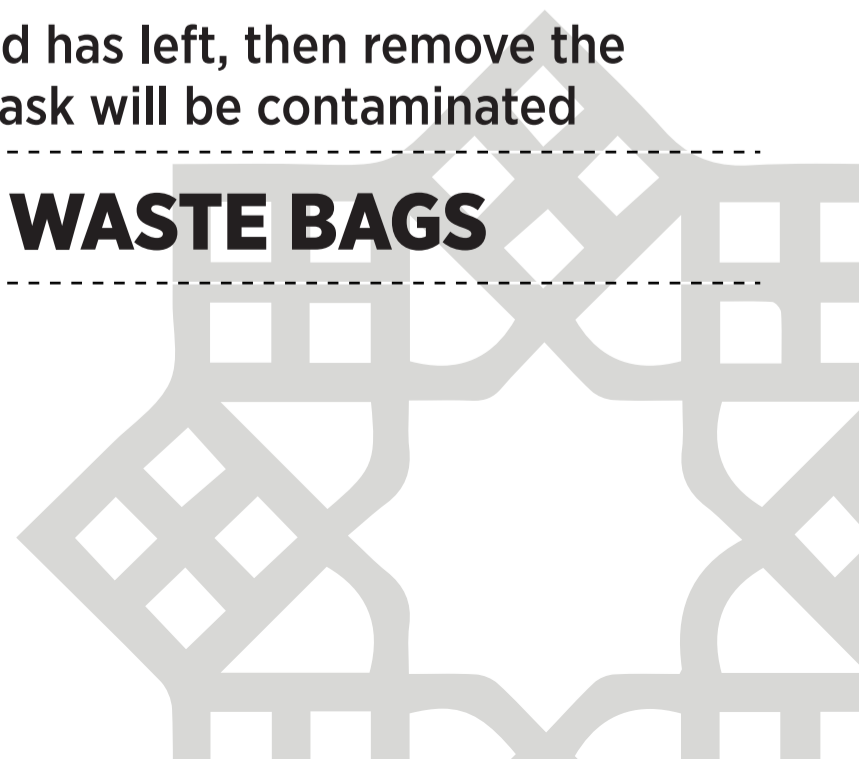 d has left, then remove the
ask will be contaminated
WASTE BAGS